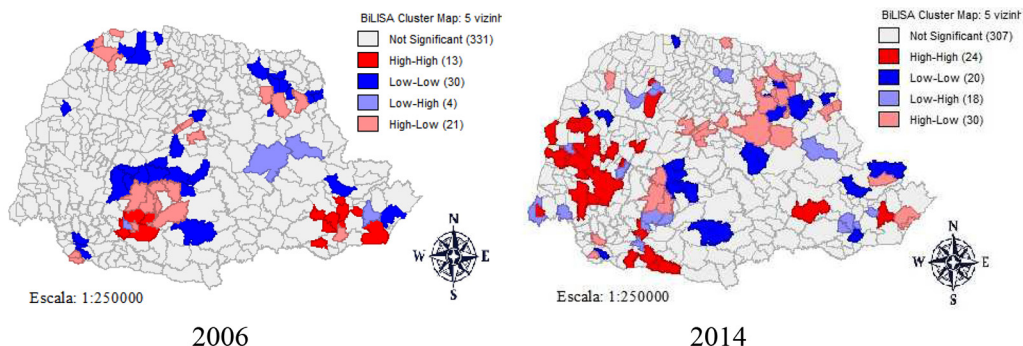 BiLISA Cluster Map: 5 vizinh
Not Significant (331)
High-High (13)
Low-Low (30)
Low-High (4)
High-Low (21)
N
W E
S
Escala: 1:250000
2006
BiLISA Cluster Map: 5 vizinh
Not Significant (307)
High-High (24)
Low-Low (20)
Low-High (18)
High-Low (30)
N
W E
S
Escala: 1:250000
2014